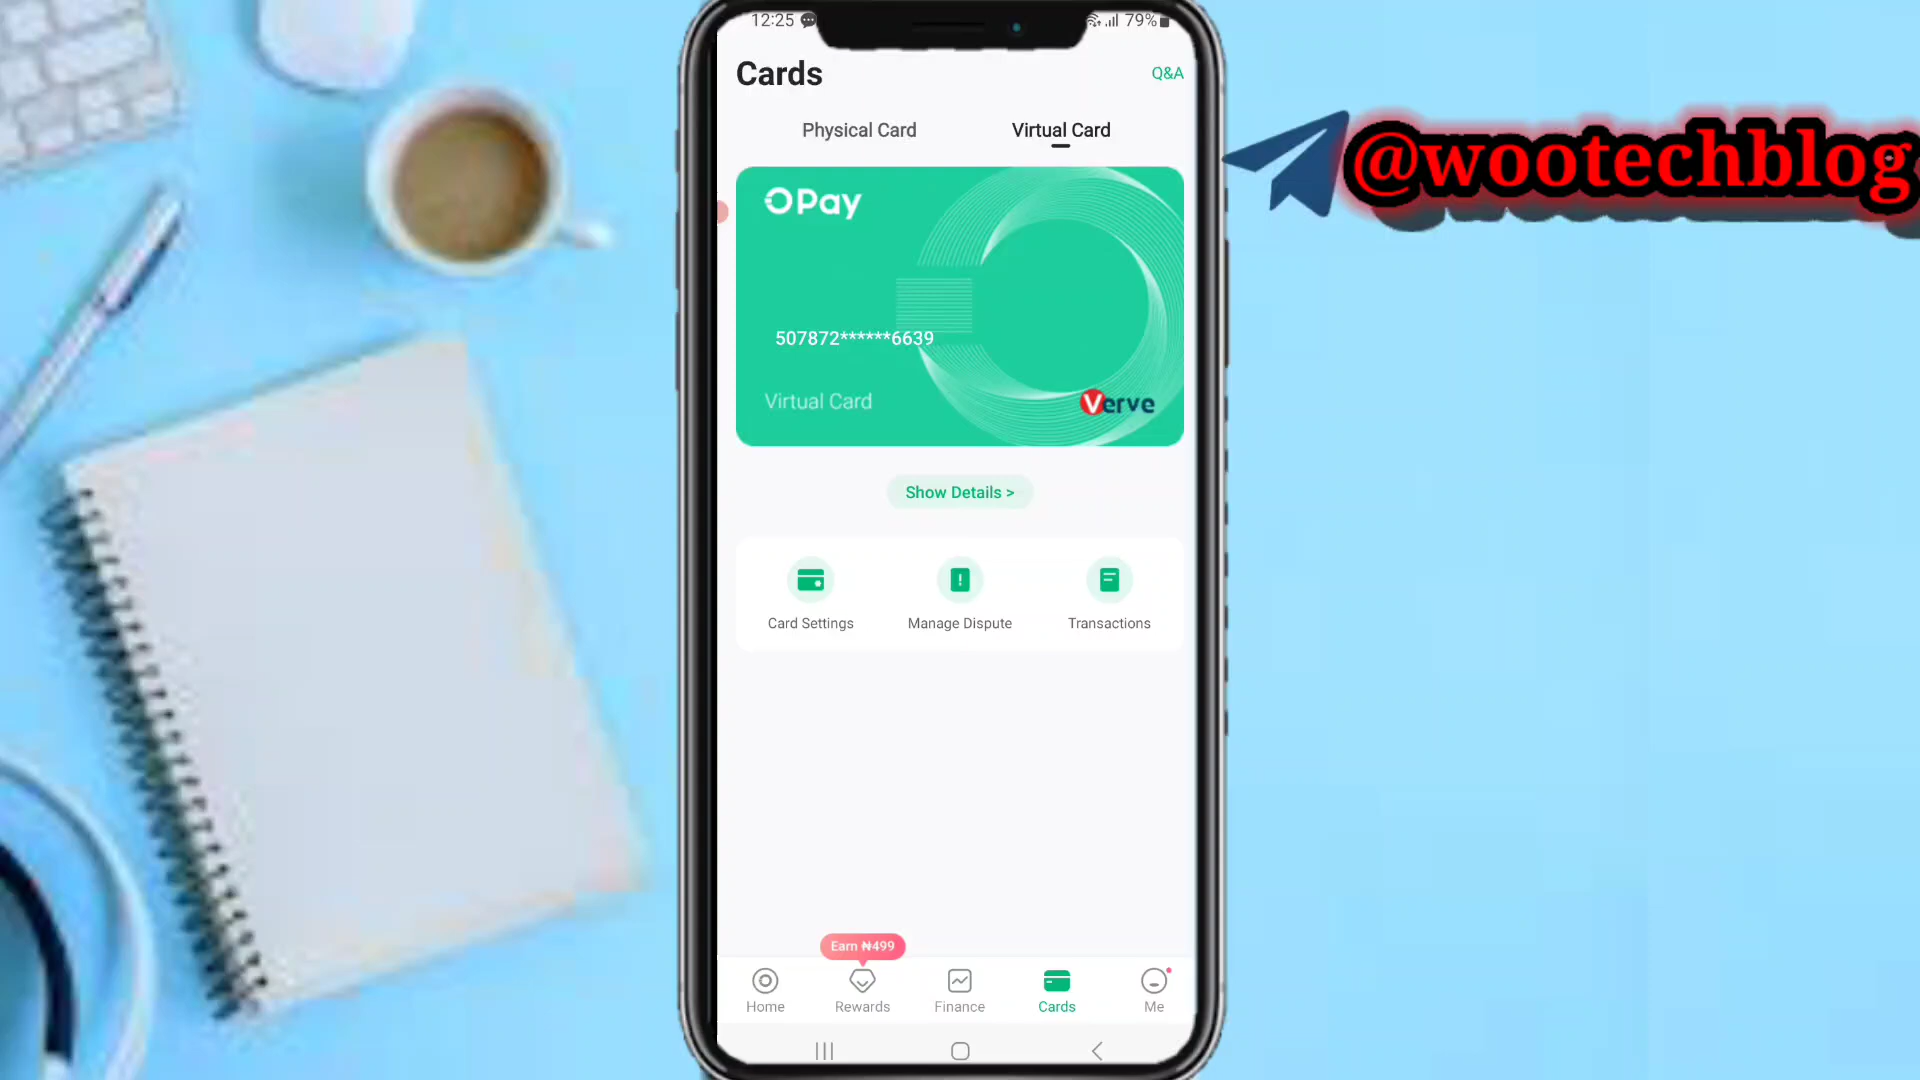 12:25
79%
Cards
Q&A
Physical Card
Virtual Card
@wootechblog
OPay
507872******6639
Virtual Card
Verve
Show Details >
Card Settings
Manage Dispute
Transactions
Earn ₦499
Home
Rewards
Finance
Cards
Me